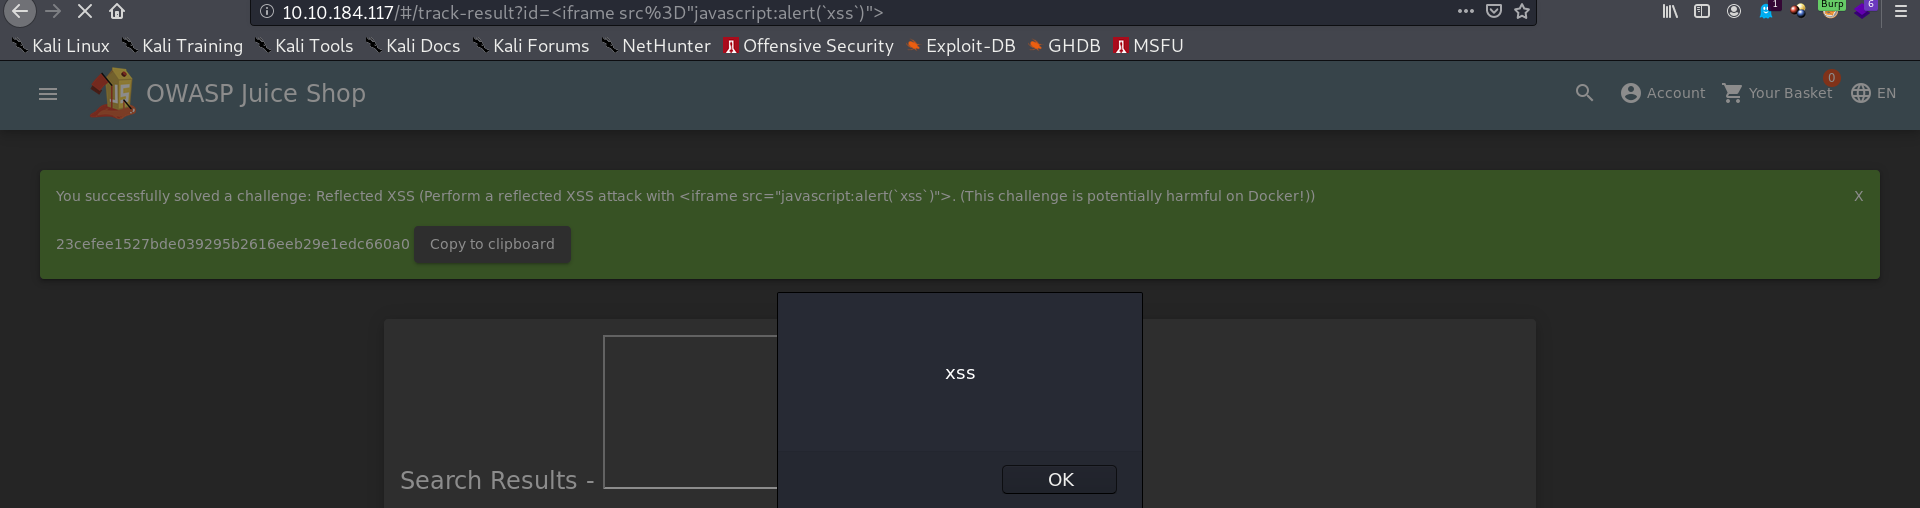 10.10.184.117/#/track-result?id=<iframe src%3D"javascript:alert(`xss`)">
1 Burp 6
Kali Linux Kali Training Kali Tools Kali Docs Kali Forums NetHunter Offensive Security Exploit-DB GHDB MSFU
OWASP Juice Shop Account 0 Your Basket EN
You successfully solved a challenge: Reflected XSS (Perform a reflected XSS attack with <iframe src="javascript:alert(`xss`)">. (This challenge is potentially harmful on Docker!)) X
23cefee1527bde039295b2616eeb29e1edc660a0 Copy to clipboard
xss
Search Results -
OK